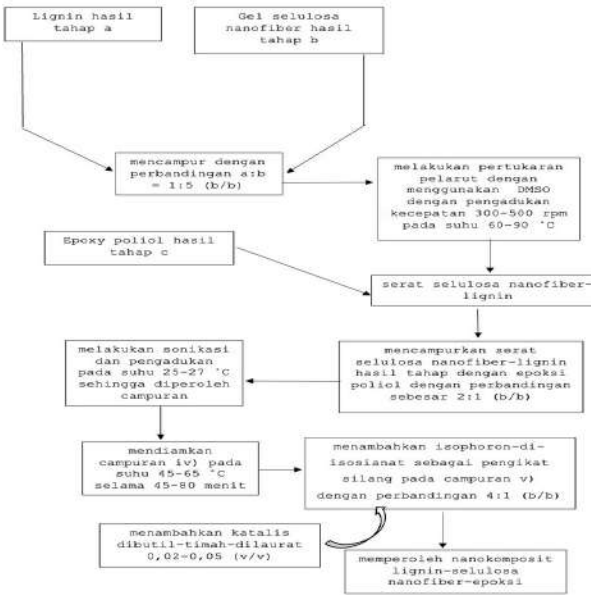 Lignin hasil
tahap a
Gel selulosa
nanofiber hasil
tahap b
mencampur dengan
perbandingan a:b
= 1:5 (b/b)
melakukan pertukaran
pelarut dengan
menggunakan DMSO
dengan pengadukan
kecepatan 300-500 rpm
pada suhu 60-90 °C
Epoxy poliol hasil
tahap c
serat selulosa nanofiber-
lignin
mencampurkan serat
selulosa nanofiber-lignin
hasil tahap dengan epoksi
poliol dengan perbandingan
sebesar 2:1 (b/b)
melakukan sonikasi
dan pengadukan
pada suhu 25-27 °C
sehingga diperoleh
campuran
mendiamkan
campuran iv) pada
suhu 45-65 °C
selama 45-80 menit
menambahkan isophoron-di-
isosianat sebagai pengikat
silang pada campuran v)
dengan perbandingan 4:1 (b/b)
menambahkan katalis
dibutil-timah-dilaurat
0,02-0,05 (v/v)
memperoleh nanokomposit
lignin-selulosa
nanofiber-epoksi